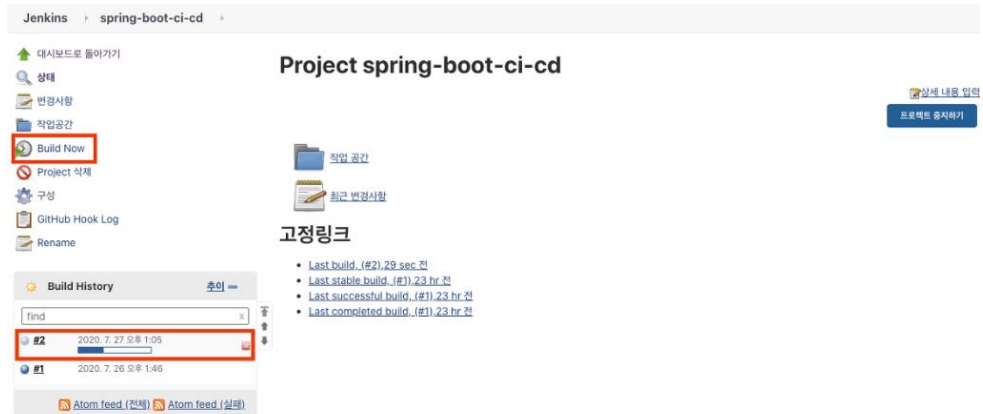 Jenkins spring-boot-ci-cd
대시보드로 돌아가기
상태
변경사항
작업공간
Build Now
Project 삭제
구성
GitHub Hook Log
Rename
Build History 추이
find x
#2 2020. 7. 27 오후 1:05
#1 2020. 7. 26 오후 1:46
Atom feed (전체) Atom feed (실패)
Project spring-boot-ci-cd
상세 내용 입력
프로젝트 중지하기
작업 공간
최근 변경사항
고정링크
Last build, (#2),29 sec 전
Last stable build, (#1),23 hr 전
Last successful build, (#1),23 hr 전
Last completed build, (#1),23 hr 전